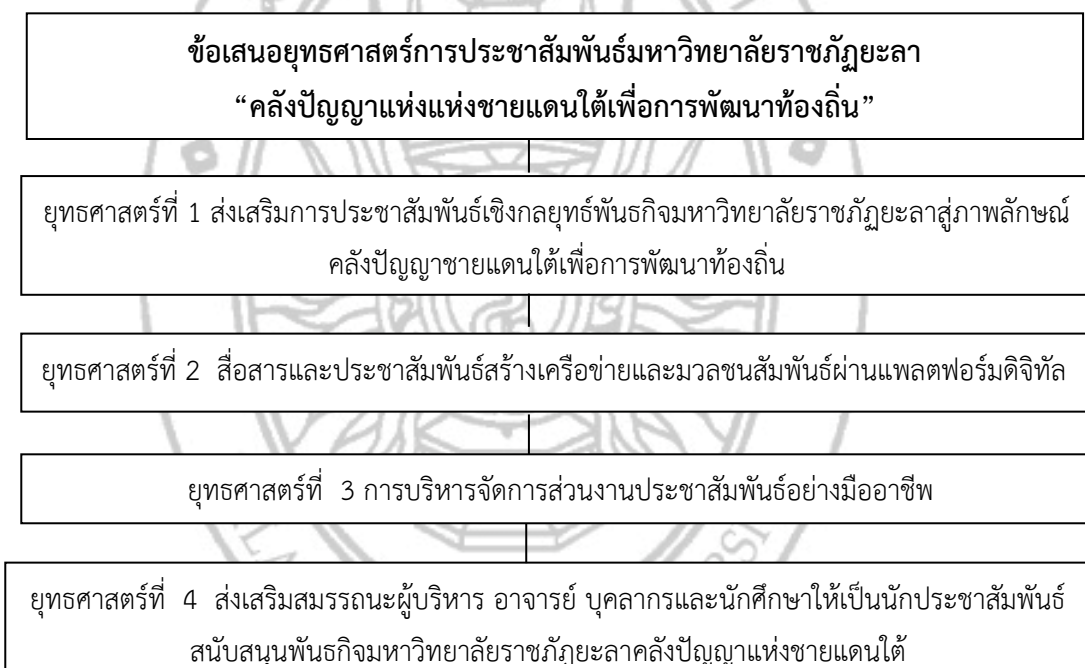 ข้อเสนอยุทธศาสตร์การประชาสัมพันธ์มหาวิทยาลัยราชภัฏยะลา
“คลังปัญญาแห่งแห่งชายแดนใต้เพื่อการพัฒนาท้องถิ่น”
ยุทธศาสตร์ที่ 1 ส่งเสริมการประชาสัมพันธ์เชิงกลยุทธ์พันธกิจมหาวิทยาลัยราชภัฏยะลาสู่ภาพลักษณ์
คลังปัญญาชายแดนใต้เพื่อการพัฒนาท้องถิ่น
ยุทธศาสตร์ที่ 2 สื่อสารและประชาสัมพันธ์สร้างเครือข่ายและมวลชนสัมพันธ์ผ่านแพลตฟอร์มดิจิทัล
ยุทธศาสตร์ที่ 3 การบริหารจัดการส่วนงานประชาสัมพันธ์อย่างมืออาชีพ
ยุทธศาสตร์ที่ 4 ส่งเสริมสมรรถนะผู้บริหาร อาจารย์ บุคลากรและนักศึกษาให้เป็นนักประชาสัมพันธ์
สนับสนุนพันธกิจมหาวิทยาลัยราชภัฏยะลาคลังปัญญาแห่งชายแดนใต้